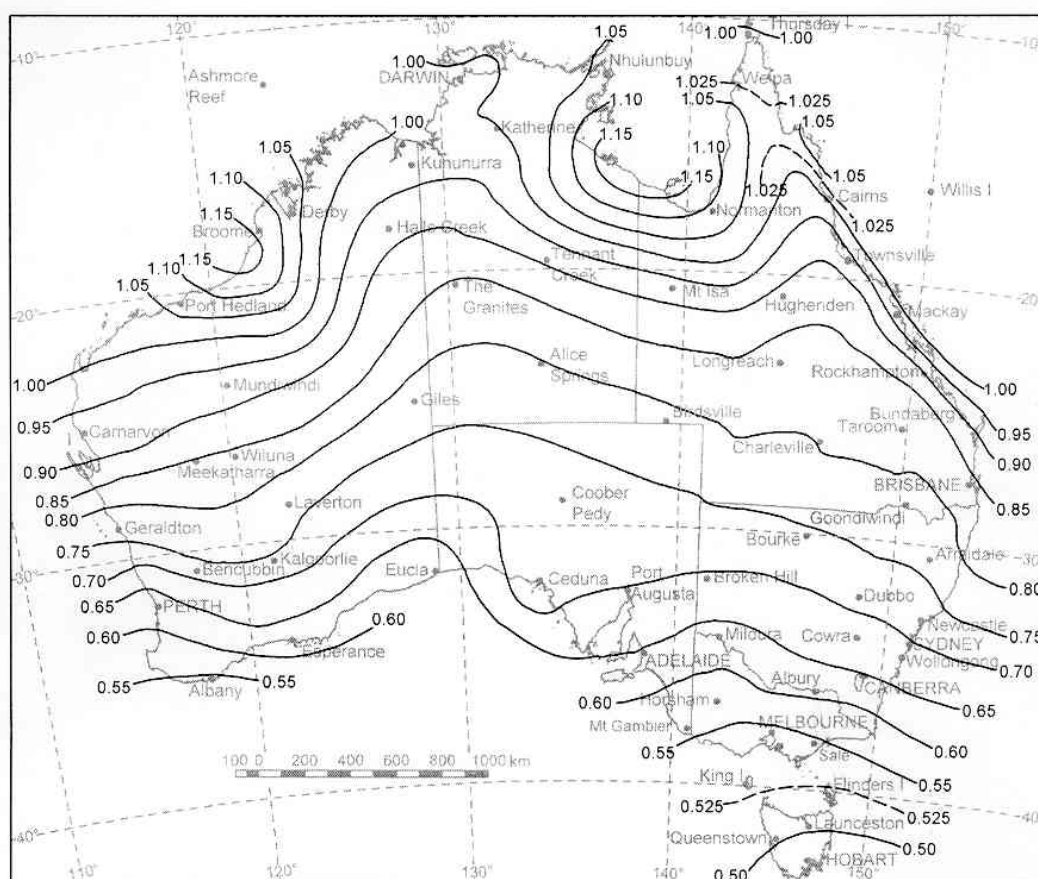 120°
130°
140°
150°
Thursday I
-10°
-10
1.00
1.00
1.05
1.00
DARWIN
Nhulunbuy
Weipa
1.025
1.025
Ashmore
Reef
1.10
1.05
Katherine
1.05
1.00
1.15
1.10
1.05
Kununurra
1.15
1.05
1.10
1.025
Willis I
Cairns
1.15
Derby
Normanton
1.025
Broome
Halls Creek
1.15
Tennant
Creek
Townsville
1.10
1.05
Port Hedland
The
Granites
Mt Isa
Hughenden
-20°
-20
Mackay
Alice
Springs
Longreach
Rockhampton
1.00
Mundiwindi
1.00
Giles
Birdsville
Bundaberg
0.95
Carnarvon
Taroom
0.95
Charleville
Wiluna
0.90
0.90
Meekatharra
0.85
BRISBANE
0.85
Coober
Pedy
0.80
Laverton
Goondiwindi
Geraldton
Bourke
0.75
Armidale
-30
Kalgoorlie
-30°
0.70
Bencubbin
Eucla
Ceduna
Port
Augusta
Broken Hill
0.80
0.65
PERTH
Dubbo
0.60
0.60
Newcastle
0.75
Esperance
Mildura
Cowra
SYDNEY
Wollongong
0.70
ADELAIDE
0.55
0.55
Albany
Albury
CANBERRA
0.60
Horsham
0.65
Mt Gambier
MELBOURNE
0.55
0.60
Sale
100 0 200 400 600 800 1000 km
King I
Flinders I
0.55
0.525
0.525
Launceston
-40°
-40
Queenstown
0.50
HOBART
0.50
110°
120°
130°
140°
150°